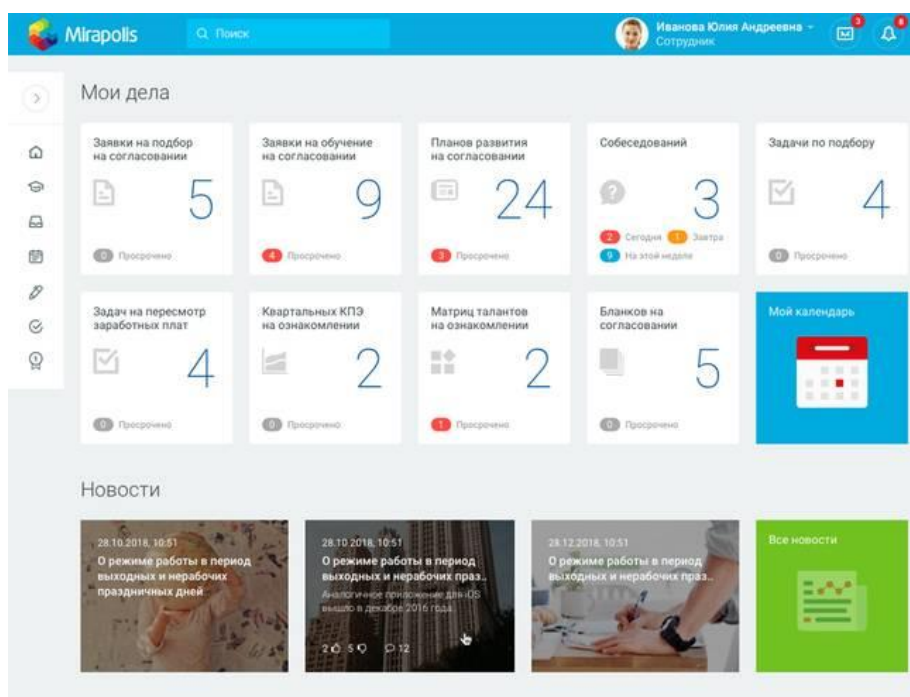 Mirapolis
Поиск
Иванова Юлия Андреевна
Сотрудник
3
6
Мои дела
Заявки на подбор
на согласовании
5
0 Просрочено
Заявки на обучение
на согласовании
9
4 Просрочено
Планов развития
на согласовании
24
3 Просрочено
Собеседований
3
2 Сегодня 1 Завтра
9 На этой неделе
Задачи по подбору
4
0 Просрочено
Задач на пересмотр
заработных плат
4
0 Просрочено
Квартальных КПЭ
на ознакомлении
2
0 Просрочено
Матриц талантов
на ознакомлении
2
1 Просрочено
Бланков на
согласовании
5
0 Просрочено
Мой календарь
Новости
28.10.2018, 10:51
О режиме работы в период
выходных и нерабочих
праздничных дней
28.10.2018, 10:51
О режиме работы в период
выходных и нерабочих праз..
Аналогичное приложение для iOS
вышло в декабре 2016 года.
2 5 12
28.12.2018, 10:51
О режиме работы в период
выходных и нерабочих праз..
Все новости